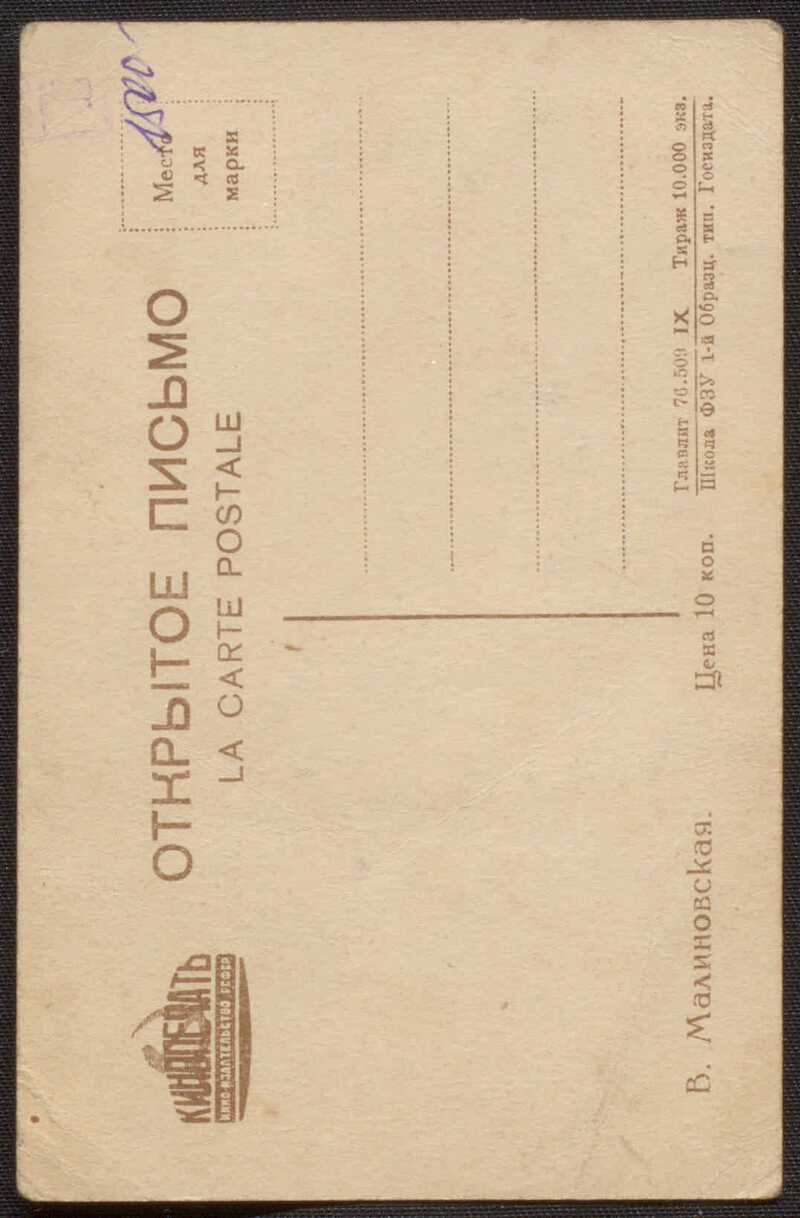 ОТКРЫТОЕ ПИСЬМО
LA CARTE POSTALE
Место
для
марки
КИНОПЕЧАТЬ
КИНО-ИЗДАТЕЛЬСТВО РСФСР
В. Малиновская.
Цена 10 коп.
Главлит 76.509 IX Тираж 10.000 экз.
Школа ФЗУ 1-й Образц. тип. Госиздата.